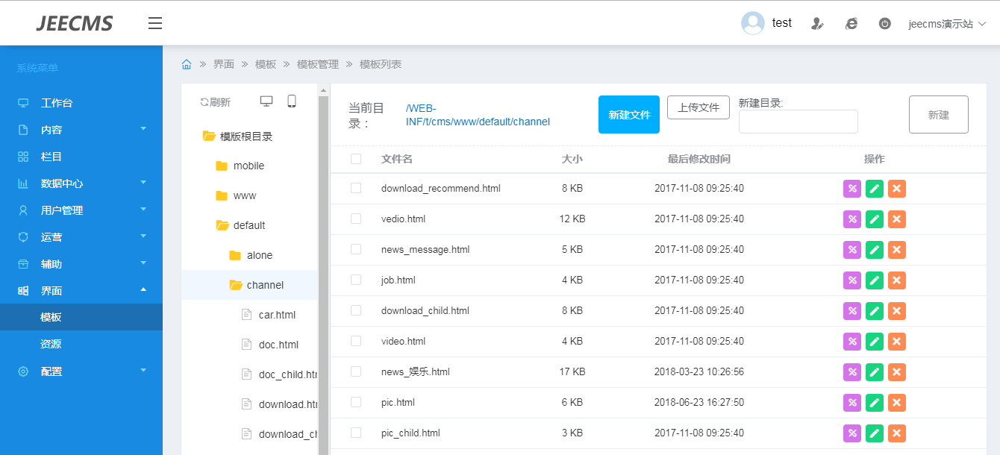 JEECMS
test
jeecms演示站
系统菜单
工作台
内容
栏目
数据中心
用户管理
运营
辅助
界面
模板
资源
配置
界面 » 模板 » 模板管理 » 模板列表
刷新
模版根目录
mobile
www
default
alone
channel
car.html
doc.html
doc_child.htm
download.htm
download_ch
当前目录：
/WEB-
INF/t/cms/www/default/channel
新建文件
上传文件
新建目录:
新建
文件名 大小 最后修改时间 操作
download_recommend.html 8 KB 2017-11-08 09:25:40
vedio.html 12 KB 2017-11-08 09:25:40
news_message.html 5 KB 2017-11-08 09:25:40
job.html 4 KB 2017-11-08 09:25:40
download_child.html 8 KB 2017-11-08 09:25:40
video.html 4 KB 2017-11-08 09:25:40
news_娱乐.html 17 KB 2018-03-23 10:26:56
pic.html 6 KB 2018-06-23 16:27:50
pic_child.html 3 KB 2017-11-08 09:25:40